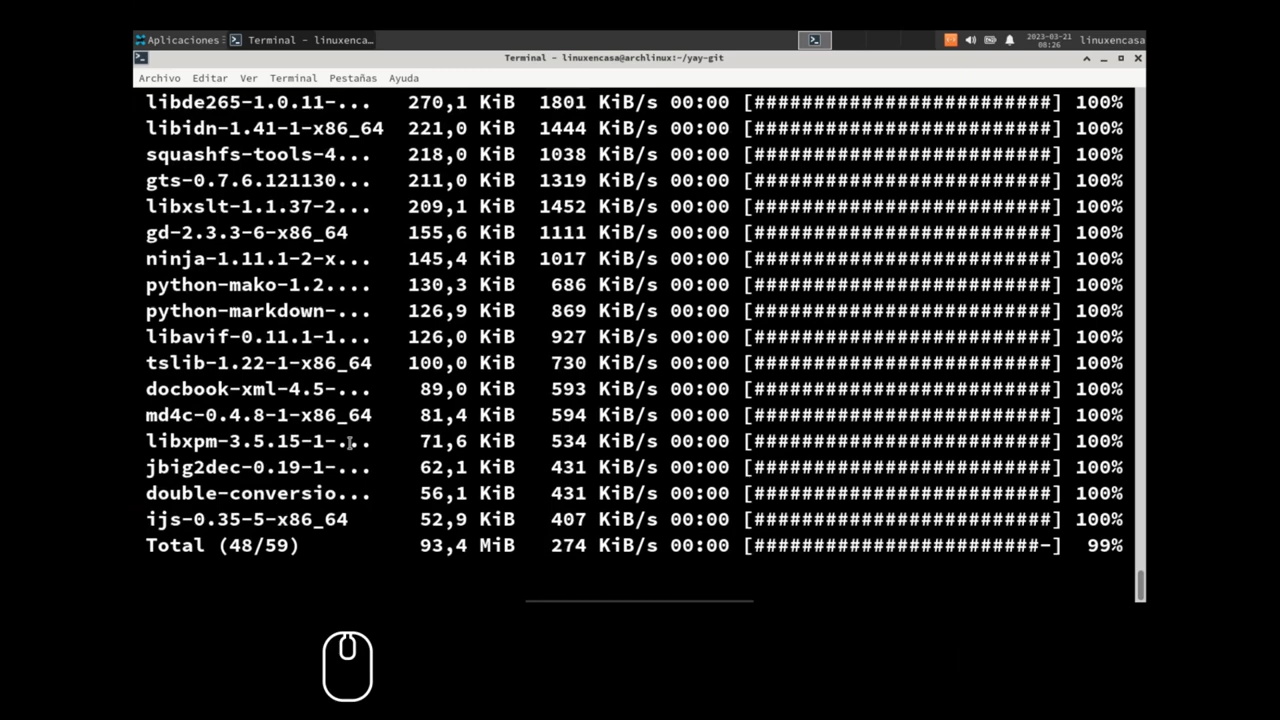 Aplicaciones Terminal - linuxenca… 2023-03-21 08:26 linuxencasa
Terminal - linuxencasa@archlinux:~/yay-git
Archivo Editar Ver Terminal Pestañas Ayuda
libde265-1.0.11-... 270,1 KiB 1801 KiB/s 00:00 [#########################] 100%
libidn-1.41-1-x86_64 221,0 KiB 1444 KiB/s 00:00 [#########################] 100%
squashfs-tools-4... 218,0 KiB 1038 KiB/s 00:00 [#########################] 100%
gts-0.7.6.121130... 211,0 KiB 1319 KiB/s 00:00 [#########################] 100%
libxslt-1.1.37-2... 209,1 KiB 1452 KiB/s 00:00 [#########################] 100%
gd-2.3.3-6-x86_64 155,6 KiB 1111 KiB/s 00:00 [#########################] 100%
ninja-1.11.1-2-x... 145,4 KiB 1017 KiB/s 00:00 [#########################] 100%
python-mako-1.2.... 130,3 KiB 686 KiB/s 00:00 [#########################] 100%
python-markdown-... 126,9 KiB 869 KiB/s 00:00 [#########################] 100%
libavif-0.11.1-1... 126,0 KiB 927 KiB/s 00:00 [#########################] 100%
tslib-1.22-1-x86_64 100,0 KiB 730 KiB/s 00:00 [#########################] 100%
docbook-xml-4.5-... 89,0 KiB 593 KiB/s 00:00 [#########################] 100%
md4c-0.4.8-1-x86_64 81,4 KiB 594 KiB/s 00:00 [#########################] 100%
libxpm-3.5.15-1-... 71,6 KiB 534 KiB/s 00:00 [#########################] 100%
jbig2dec-0.19-1-... 62,1 KiB 431 KiB/s 00:00 [#########################] 100%
double-conversio... 56,1 KiB 431 KiB/s 00:00 [#########################] 100%
ijs-0.35-5-x86_64 52,9 KiB 407 KiB/s 00:00 [#########################] 100%
Total (48/59) 93,4 MiB 274 KiB/s 00:00 [########################-] 99%